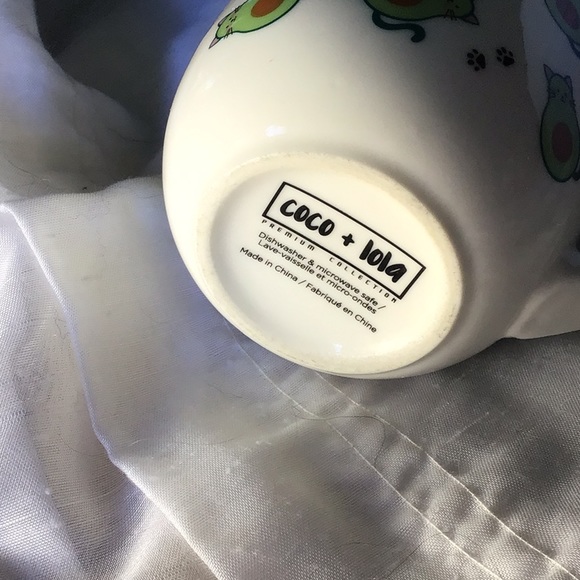 coco + lola
PREMIUM COLLECTION
Dishwasher & microwave safe /
Lave-vaisselle et micro-ondes
Made in China / Fabriqué en Chine